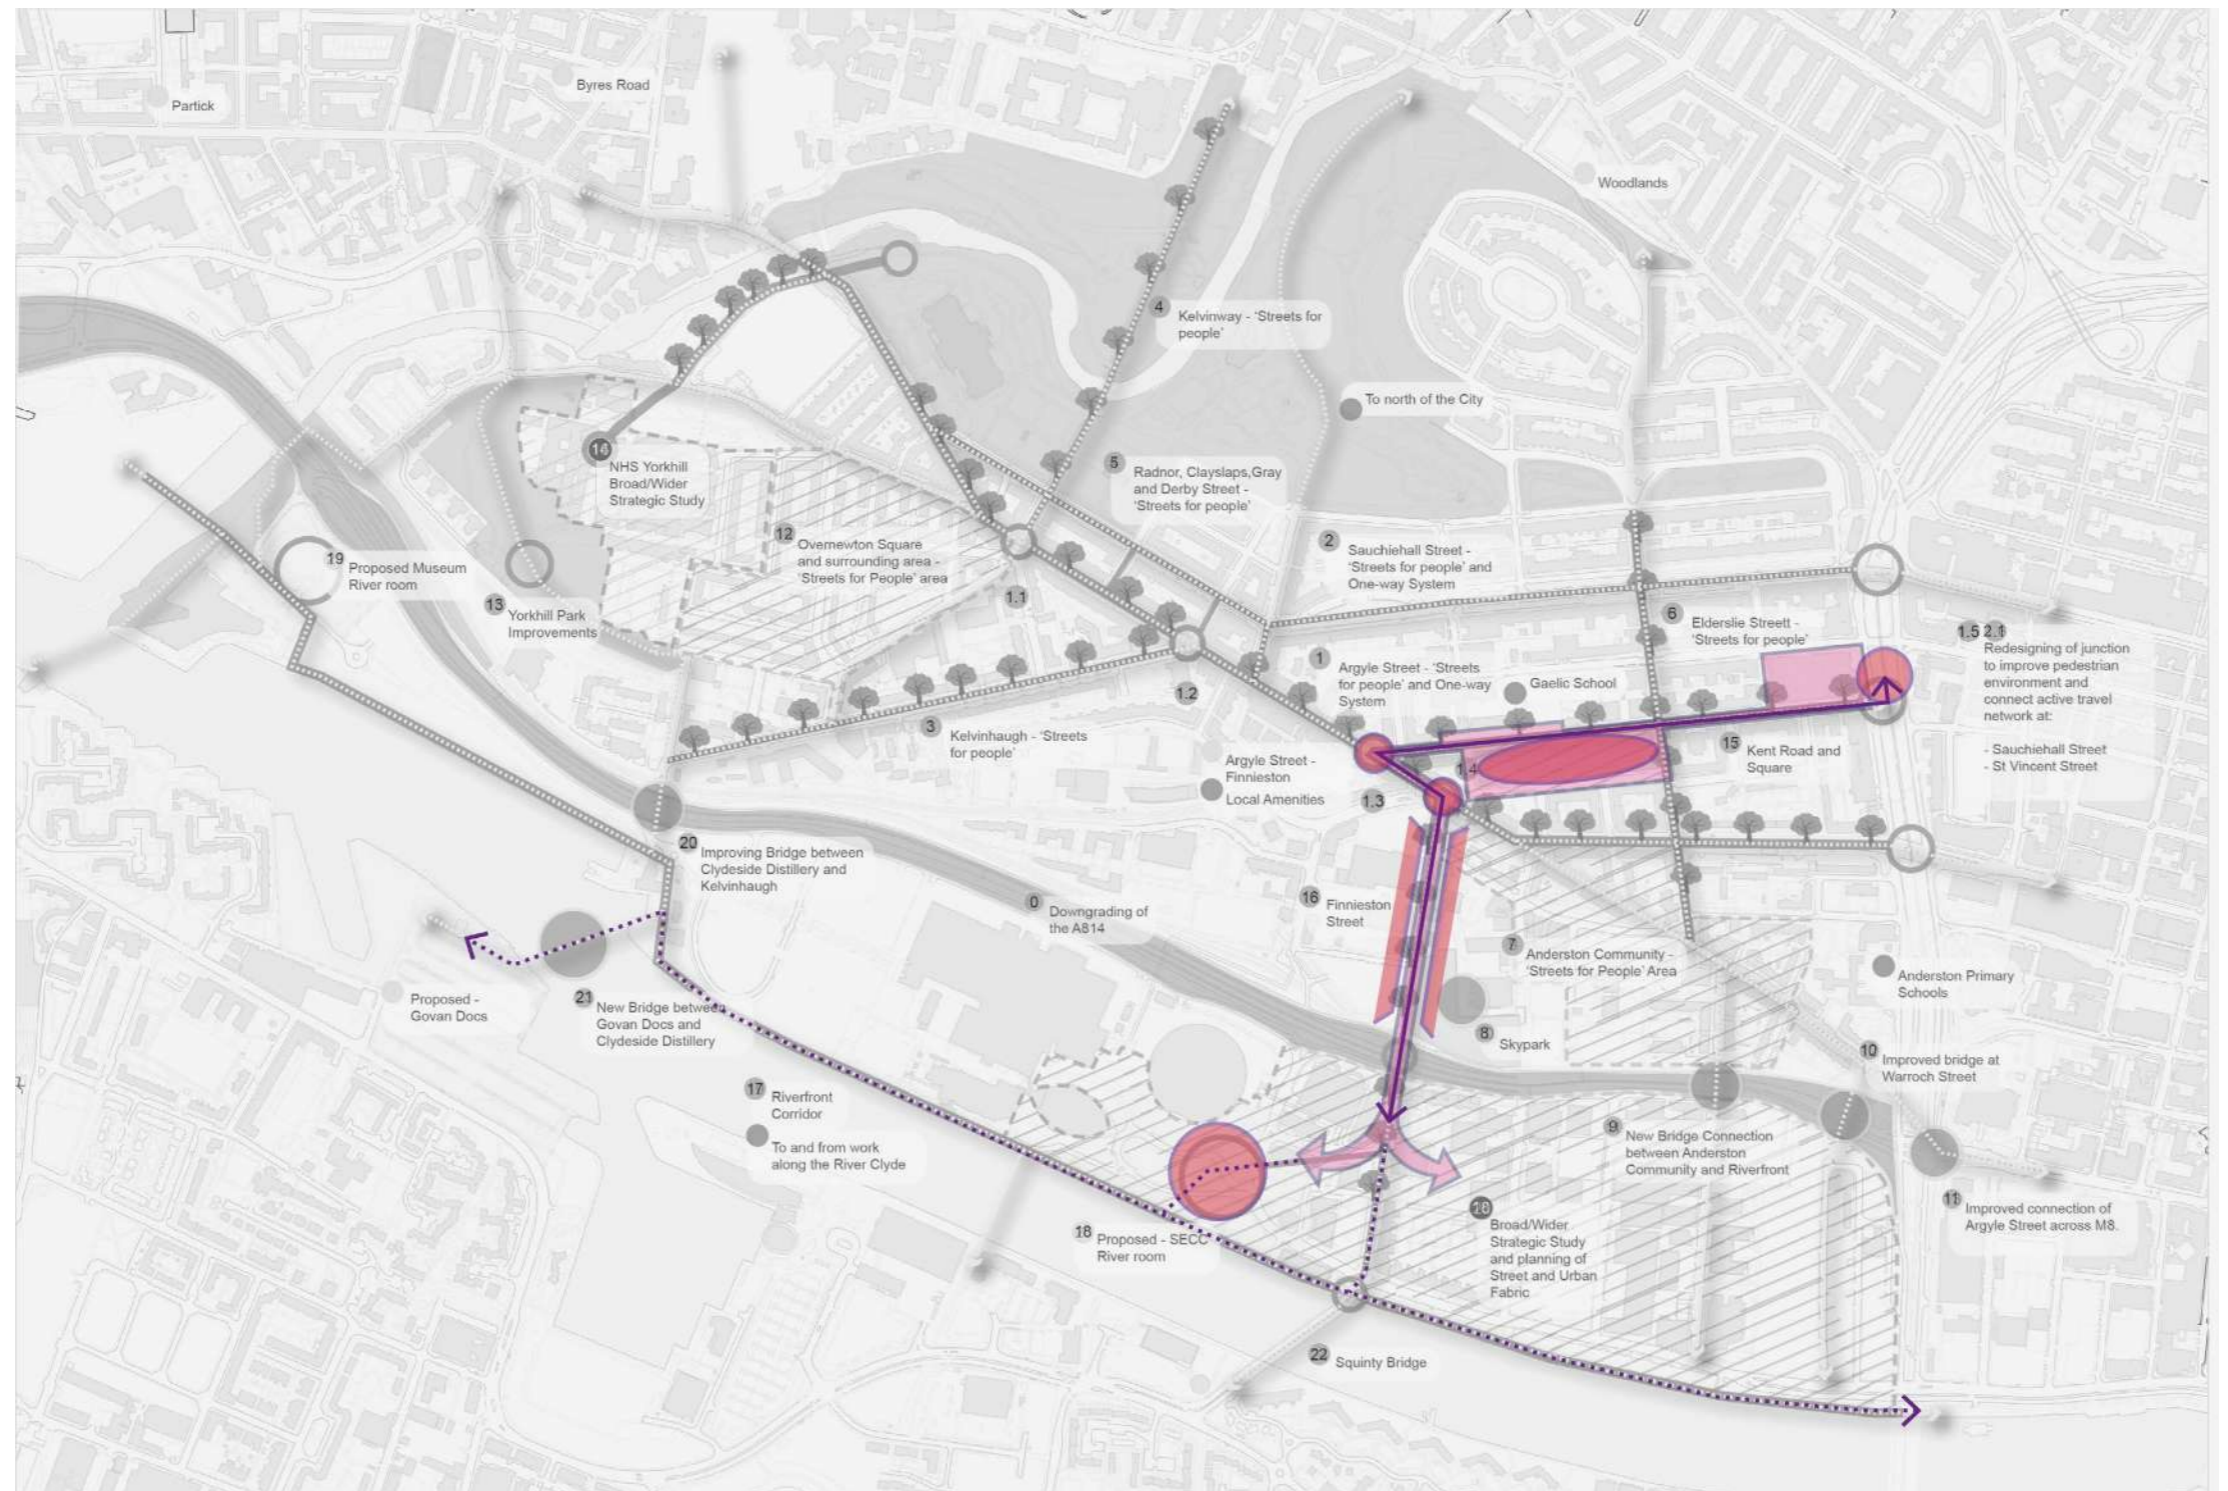 Byres Road
Partick
Woodlands
4
Kelvinway - 'Streets for
people'
To north of the City
14
NHS Yorkhill
Broad/Wider
Strategic Study
5
Radnor, Clayslaps,Gray
and Derby Street -
'Streets for people'
12
Overnewton Square
and surrounding area -
'Streets for People' area
2
Sauchiehall Street -
'Streets for people' and
One-way System
19
Proposed Museum
River room
13
Yorkhill Park
Improvements
1.1
6
Elderslie Streett -
'Streets for people'
1.5 2.1
Redesigning of junction
to improve pedestrian
environment and
connect active travel
network at:
- Sauchiehall Street
- St Vincent Street
1
Argyle Street - 'Streets
for people' and One-way
System
Gaelic School
1.2
3
Kelvinhaugh - 'Streets
for people'
15
Kent Road and
Square
Argyle Street -
Finnieston
Local Amenities
1.4
1.3
20
Improving Bridge between
Clydeside Distillery and
Kelvinhaugh
0
Downgrading of
the A814
16
Finnieston
Street
7
Anderston Community -
'Streets for People' Area
Anderston Primary
Schools
Proposed -
Govan Docs
21
New Bridge between
Govan Docs and
Clydeside Distillery
8
Skypark
10
Improved bridge at
Warroch Street
17
Riverfront
Corridor
To and from work
along the River Clyde
9
New Bridge Connection
between Anderston
Community and Riverfront
18
Proposed - SECC
River room
Broad/Wider
Strategic Study
and planning of
Street and Urban
Fabric
11
Improved connection of
Argyle Street across M8.
22
Squinty Bridge